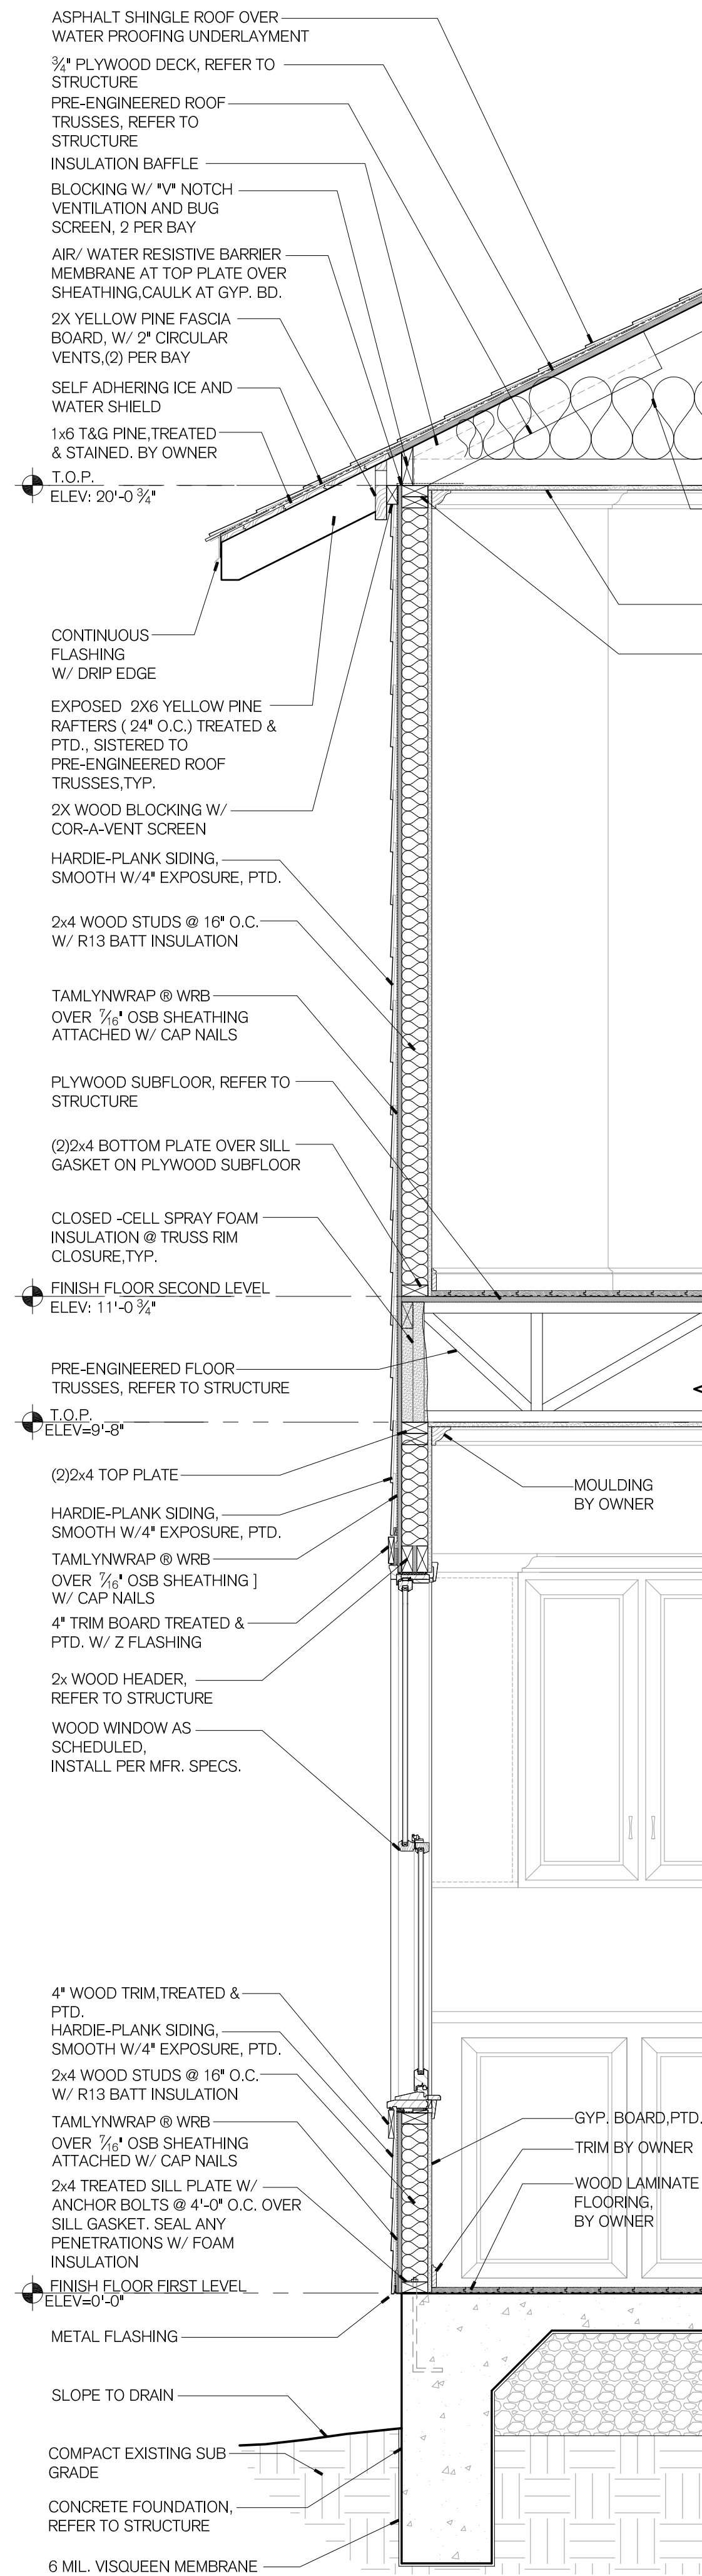 ASPHALT SHINGLE ROOF OVER
WATER PROOFING UNDERLAYMENT
¾" PLYWOOD DECK, REFER TO
STRUCTURE
PRE-ENGINEERED ROOF
TRUSSES, REFER TO
STRUCTURE
INSULATION BAFFLE
BLOCKING W/ "V" NOTCH
VENTILATION AND BUG
SCREEN, 2 PER BAY
AIR/ WATER RESISTIVE BARRIER
MEMBRANE AT TOP PLATE OVER
SHEATHING,CAULK AT GYP. BD.
2X YELLOW PINE FASCIA
BOARD, W/ 2" CIRCULAR
VENTS,(2) PER BAY
SELF ADHERING ICE AND
WATER SHIELD
1x6 T&G PINE,TREATED
& STAINED. BY OWNER
T.O.P.
ELEV: 20'-0 ¾"
CONTINUOUS
FLASHING
W/ DRIP EDGE
EXPOSED 2X6 YELLOW PINE
RAFTERS ( 24" O.C.) TREATED &
PTD., SISTERED TO
PRE-ENGINEERED ROOF
TRUSSES,TYP.
2X WOOD BLOCKING W/
COR-A-VENT SCREEN
HARDIE-PLANK SIDING,
SMOOTH W/4" EXPOSURE, PTD.
2x4 WOOD STUDS @ 16" O.C.
W/ R13 BATT INSULATION
TAMLYNWRAP ® WRB
OVER 7/16" OSB SHEATHING
ATTACHED W/ CAP NAILS
PLYWOOD SUBFLOOR, REFER TO
STRUCTURE
(2)2x4 BOTTOM PLATE OVER SILL
GASKET ON PLYWOOD SUBFLOOR
CLOSED -CELL SPRAY FOAM
INSULATION @ TRUSS RIM
CLOSURE,TYP.
FINISH FLOOR SECOND LEVEL
ELEV: 11'-0 ¾"
PRE-ENGINEERED FLOOR
TRUSSES, REFER TO STRUCTURE
T.O.P.
ELEV=9'-8"
(2)2x4 TOP PLATE
MOULDING
BY OWNER
HARDIE-PLANK SIDING,
SMOOTH W/4" EXPOSURE, PTD.
TAMLYNWRAP ® WRB
OVER 7/16" OSB SHEATHING ]
W/ CAP NAILS
4" TRIM BOARD TREATED &
PTD. W/ Z FLASHING
2x WOOD HEADER,
REFER TO STRUCTURE
WOOD WINDOW AS
SCHEDULED,
INSTALL PER MFR. SPECS.
4" WOOD TRIM,TREATED &
PTD.
HARDIE-PLANK SIDING,
SMOOTH W/4" EXPOSURE, PTD.
2x4 WOOD STUDS @ 16" O.C.
W/ R13 BATT INSULATION
TAMLYNWRAP ® WRB
OVER 7/16" OSB SHEATHING
ATTACHED W/ CAP NAILS
2x4 TREATED SILL PLATE W/
ANCHOR BOLTS @ 4'-0" O.C. OVER
SILL GASKET. SEAL ANY
PENETRATIONS W/ FOAM
INSULATION
GYP. BOARD,PTD.
TRIM BY OWNER
WOOD LAMINATE
FLOORING,
BY OWNER
FINISH FLOOR FIRST LEVEL
ELEV=0'-0"
METAL FLASHING
SLOPE TO DRAIN
COMPACT EXISTING SUB
GRADE
CONCRETE FOUNDATION,
REFER TO STRUCTURE
6 MIL. VISQUEEN MEMBRANE